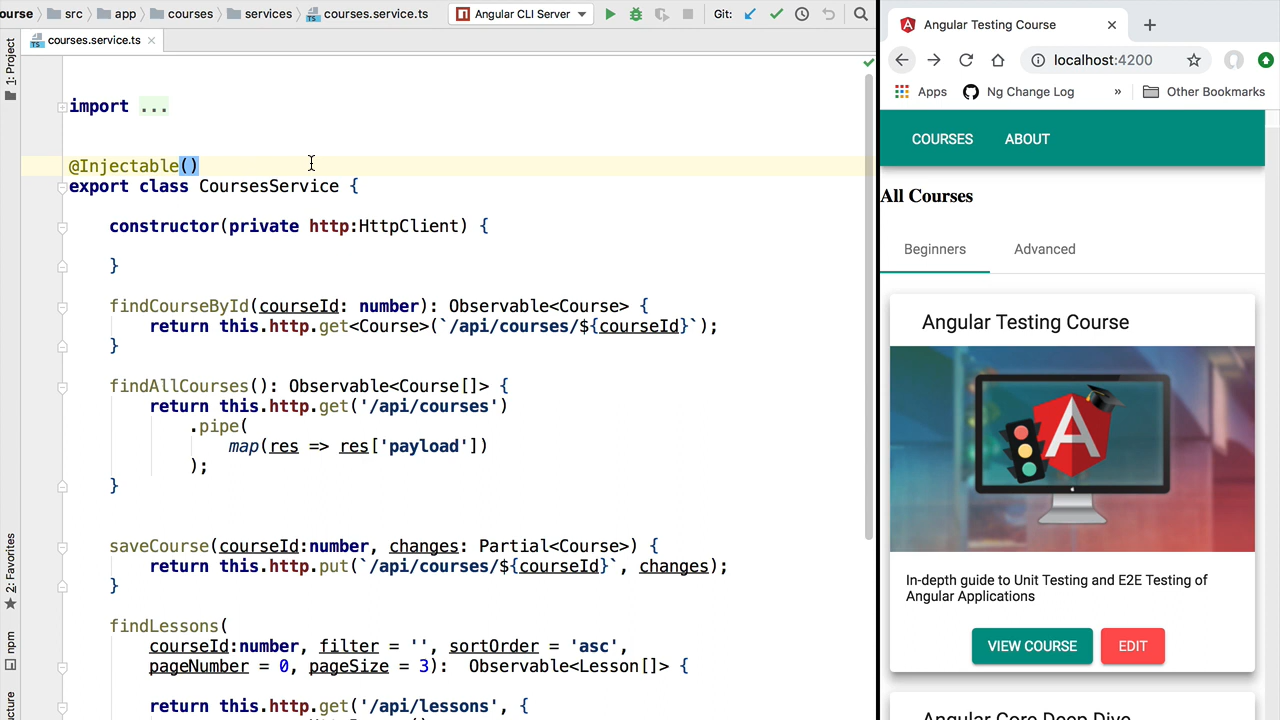 ourse
src
app
courses
services
courses.service.ts
Angular CLI Server
Git:
courses.service.ts
1: Project
2: Favorites
npm
ucture
import ...
@Injectable()
export class CoursesService {
constructor(private http:HttpClient) {
}
findCourseById(courseId: number): Observable<Course> {
return this.http.get<Course>(`/api/courses/${courseId}`);
}
findAllCourses(): Observable<Course[]> {
return this.http.get('/api/courses')
.pipe(
map(res => res['payload'])
);
}
saveCourse(courseId:number, changes: Partial<Course>) {
return this.http.put(`/api/courses/${courseId}`, changes);
}
findLessons(
courseId:number, filter = '', sortOrder = 'asc',
pageNumber = 0, pageSize = 3):  Observable<Lesson[]> {
return this.http.get('/api/lessons', {
Angular Testing Course
localhost:4200
Apps
Ng Change Log
»
Other Bookmarks
COURSES
ABOUT
All Courses
Beginners
Advanced
Angular Testing Course
In-depth guide to Unit Testing and E2E Testing of
Angular Applications
VIEW COURSE
EDIT
Angular Core Deep Dive